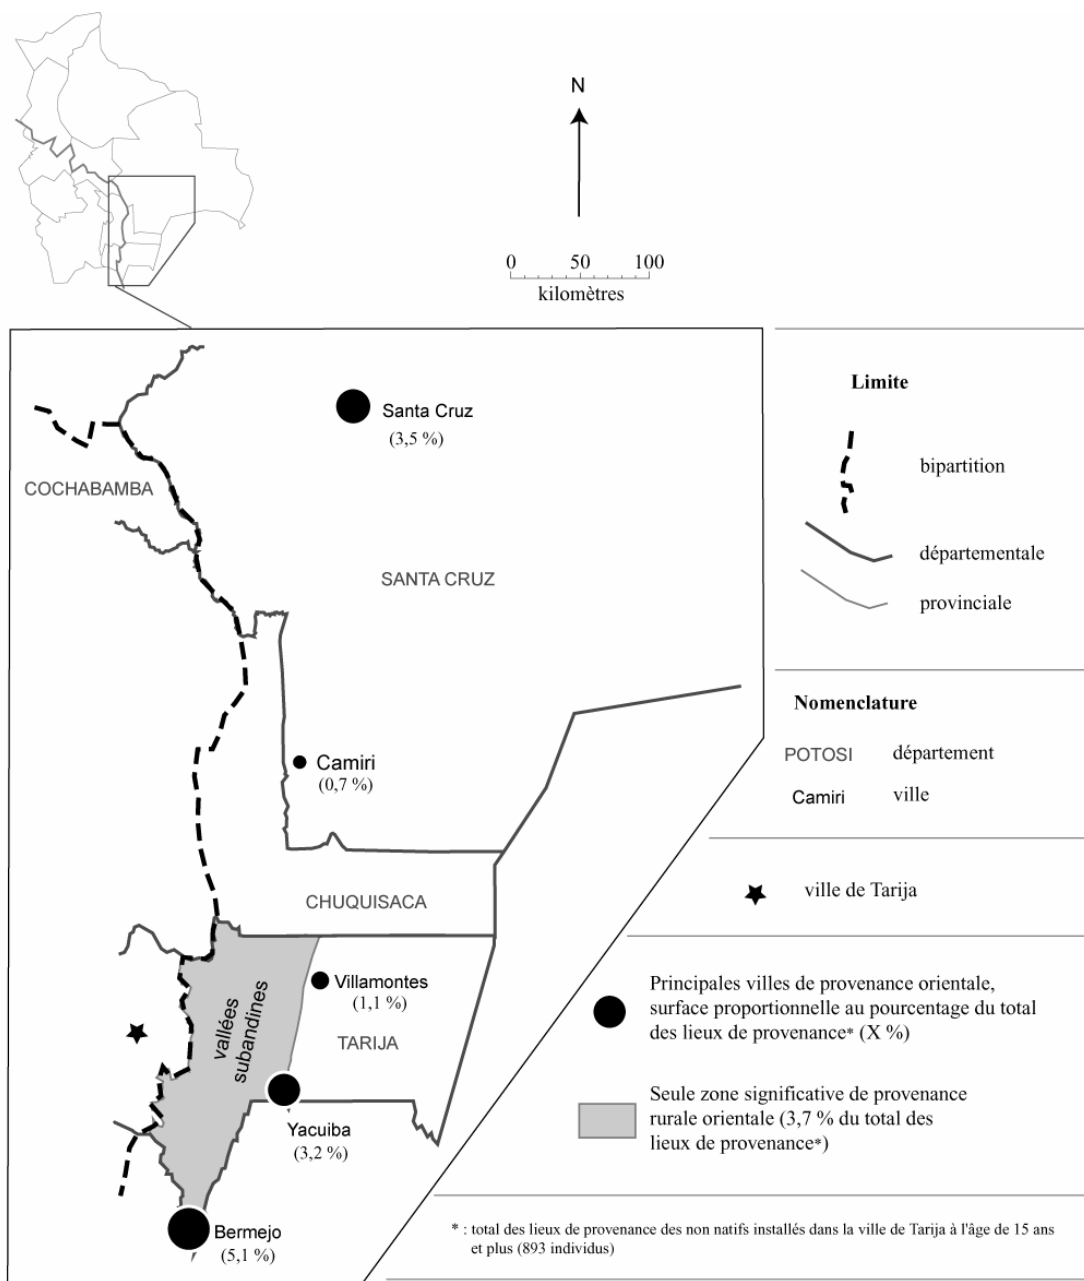 N
0 50 100
kilomètres
Santa Cruz
(3,5 %)
COCHABAMBA
SANTA CRUZ
Camiri
(0,7 %)
CHUQUISACA
Villamontes
(1,1 %)
vallées
subandines
TARIJA
Yacuiba
(3,2 %)
Bermejo
(5,1 %)
Limite
bipartition
départementale
provinciale
Nomenclature
POTOSI département
Camiri ville
ville de Tarija
Principales villes de provenance orientale,
surface proportionnelle au pourcentage du total
des lieux de provenance* (X %)
Seule zone significative de provenance
rurale orientale (3,7 % du total des
lieux de provenance*)
* : total des lieux de provenance des non natifs installés dans la ville de Tarija à l'âge de 15 ans
et plus (893 individus)